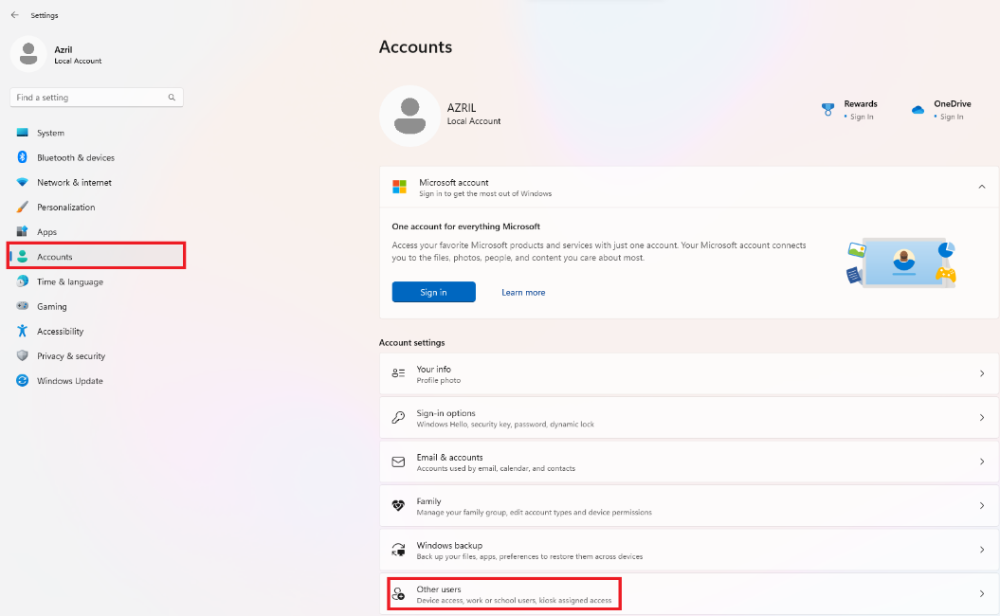 Settings
Azril
Local Account
Find a setting
System
Bluetooth & devices
Network & internet
Personalization
Apps
Accounts
Time & language
Gaming
Accessibility
Privacy & security
Windows Update
Accounts
AZRIL
Local Account
Rewards
• Sign In
OneDrive
• Sign In
Microsoft account
Sign in to get the most out of Windows
One account for everything Microsoft
Access your favorite Microsoft products and services with just one account. Your Microsoft account connects
you to the files, photos, people, and content you care about most.
Sign in
Learn more
Account settings
Your info
Profile photo
Sign-in options
Windows Hello, security key, password, dynamic lock
Email & accounts
Accounts used by email, calendar, and contacts
Family
Manage your family group, edit account types and device permissions
Windows backup
Back up your files, apps, preferences to restore them across devices
Other users
Device access, work or school users, kiosk assigned access